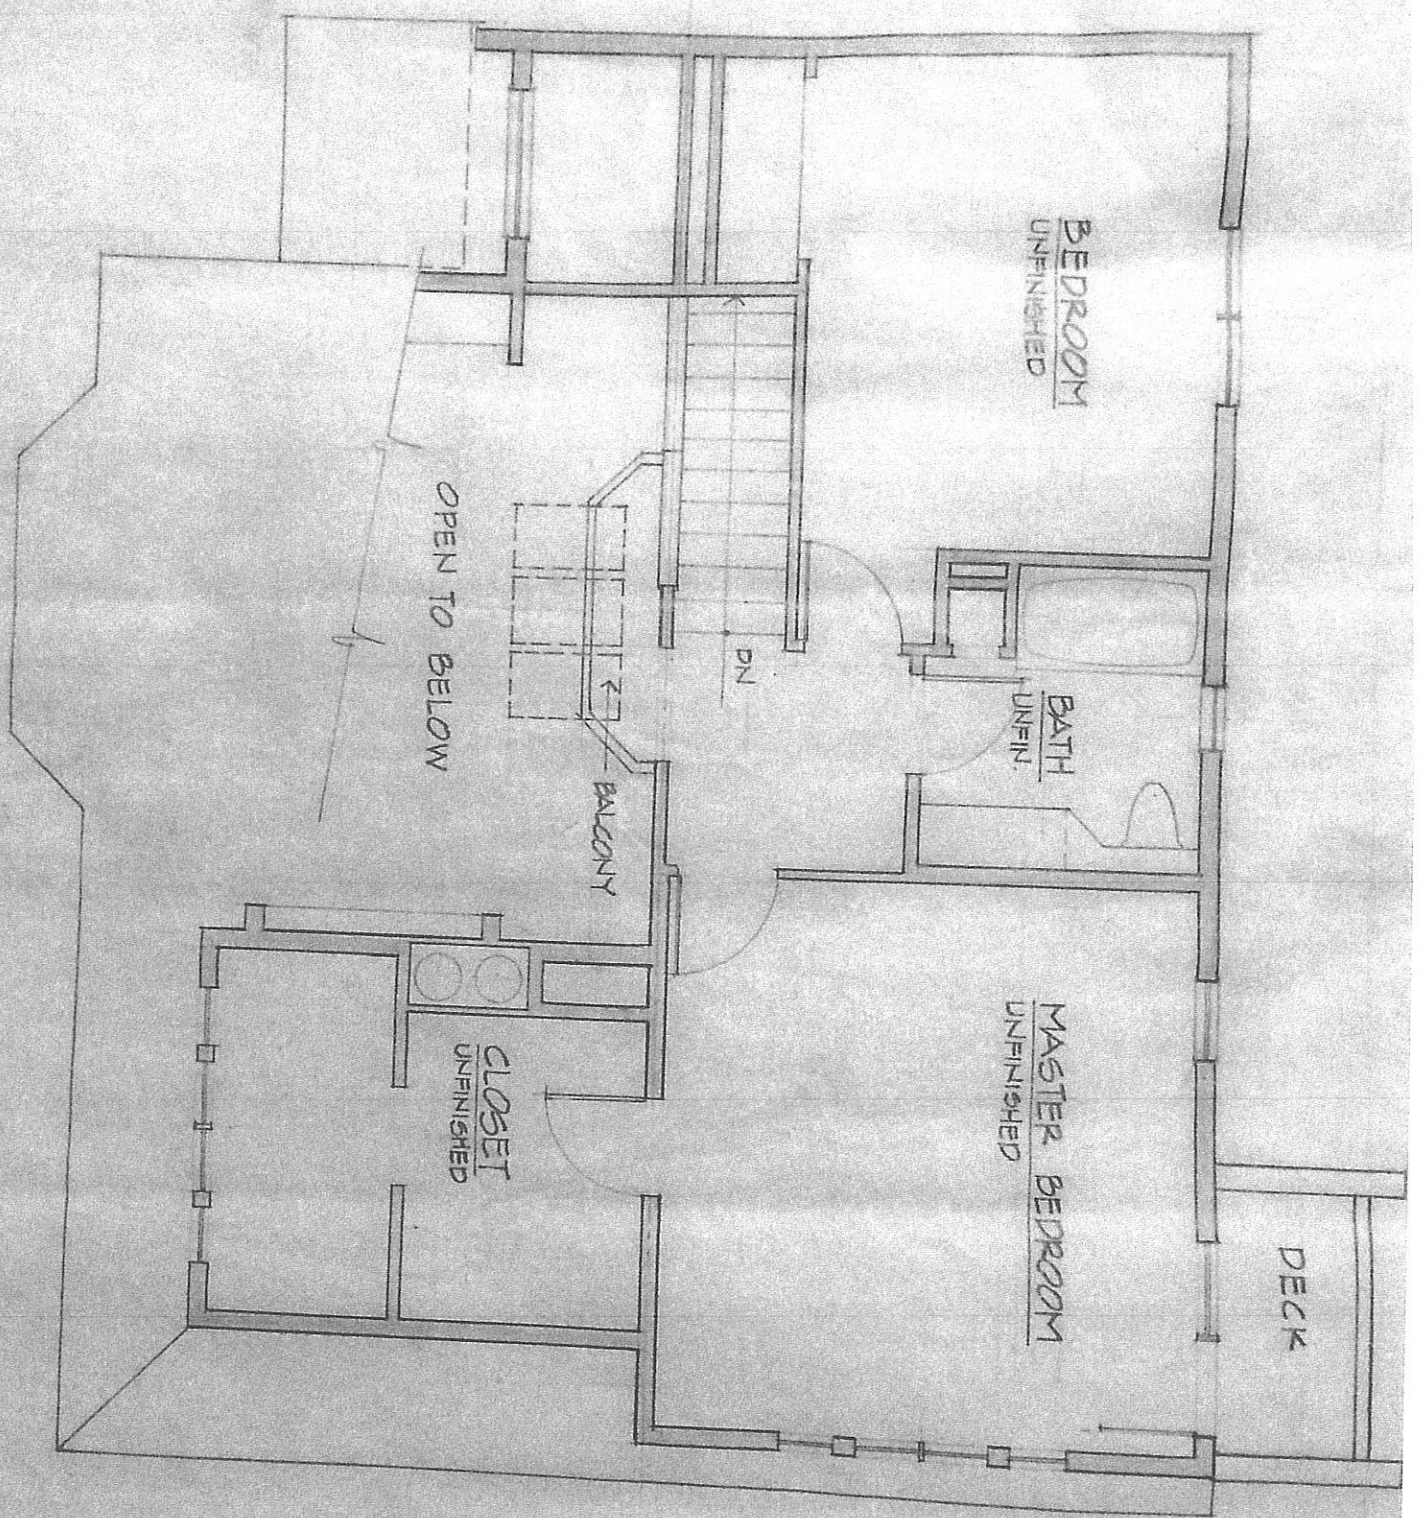 DECK
BEDROOM
UNFINISHED
BATH
UNFIN.
MASTER BEDROOM
UNFINISHED
DN
BALCONY
CLOSET
UNFINISHED
OPEN TO BELOW